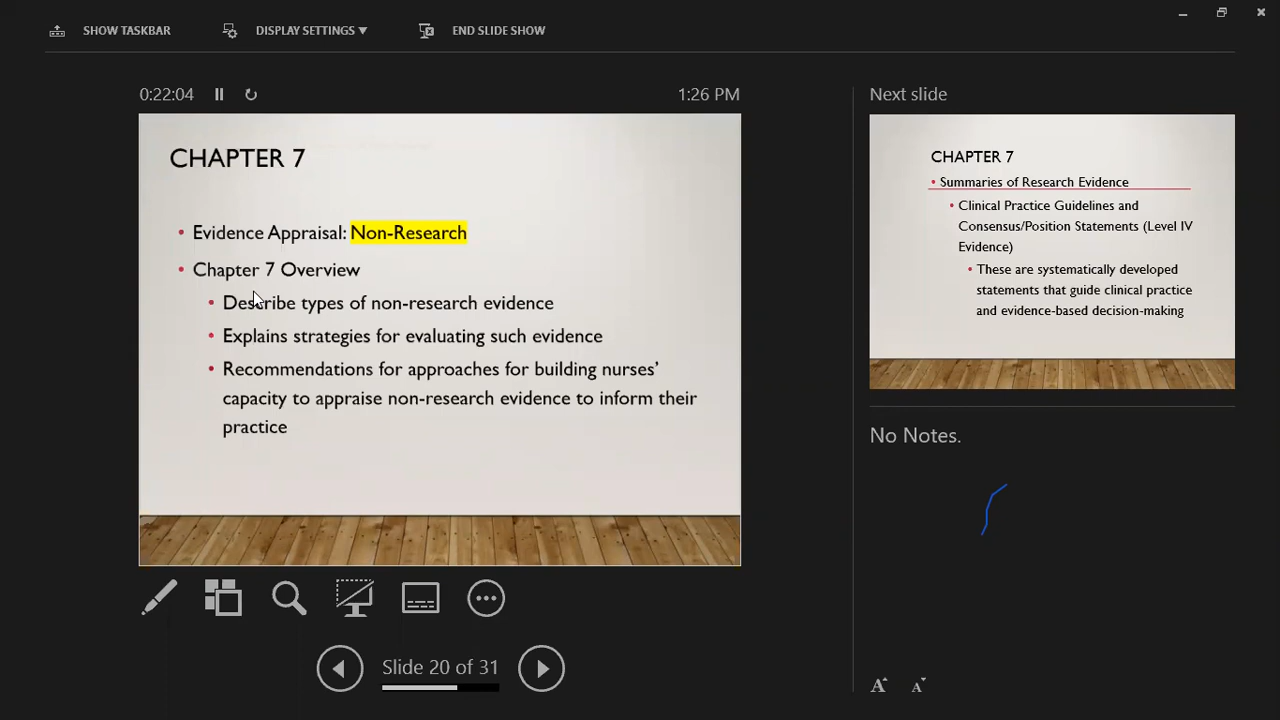 SHOW TASKBAR
DISPLAY SETTINGS ▾
END SLIDE SHOW
0:22:04
1:26 PM
CHAPTER 7
• Evidence Appraisal: Non-Research
• Chapter 7 Overview
• Describe types of non-research evidence
• Explains strategies for evaluating such evidence
• Recommendations for approaches for building nurses’
capacity to appraise non-research evidence to inform their
practice
Slide 20 of 31
Next slide
CHAPTER 7
• Summaries of Research Evidence
• Clinical Practice Guidelines and
Consensus/Position Statements (Level IV
Evidence)
• These are systematically developed
statements that guide clinical practice
and evidence-based decision-making
No Notes.
A A